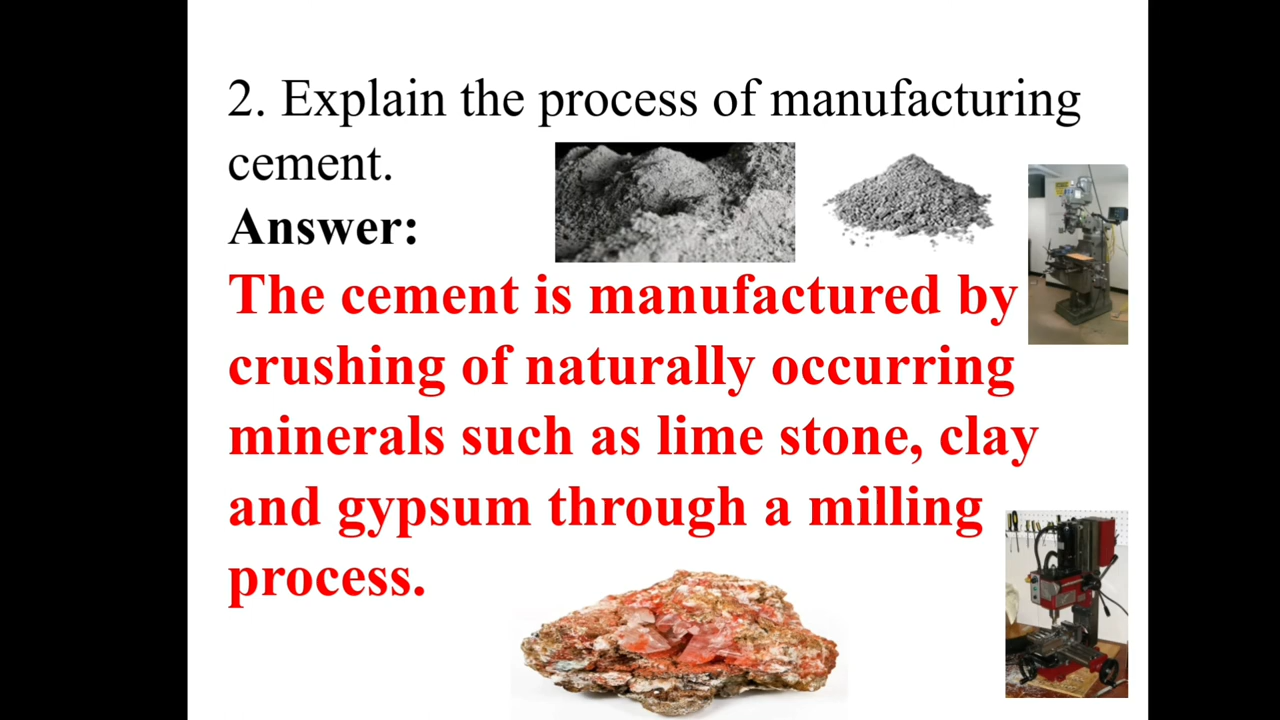 2. Explain the process of manufacturing
cement.
Answer:
The cement is manufactured by
crushing of naturally occurring
minerals such as lime stone, clay
and gypsum through a milling
process.